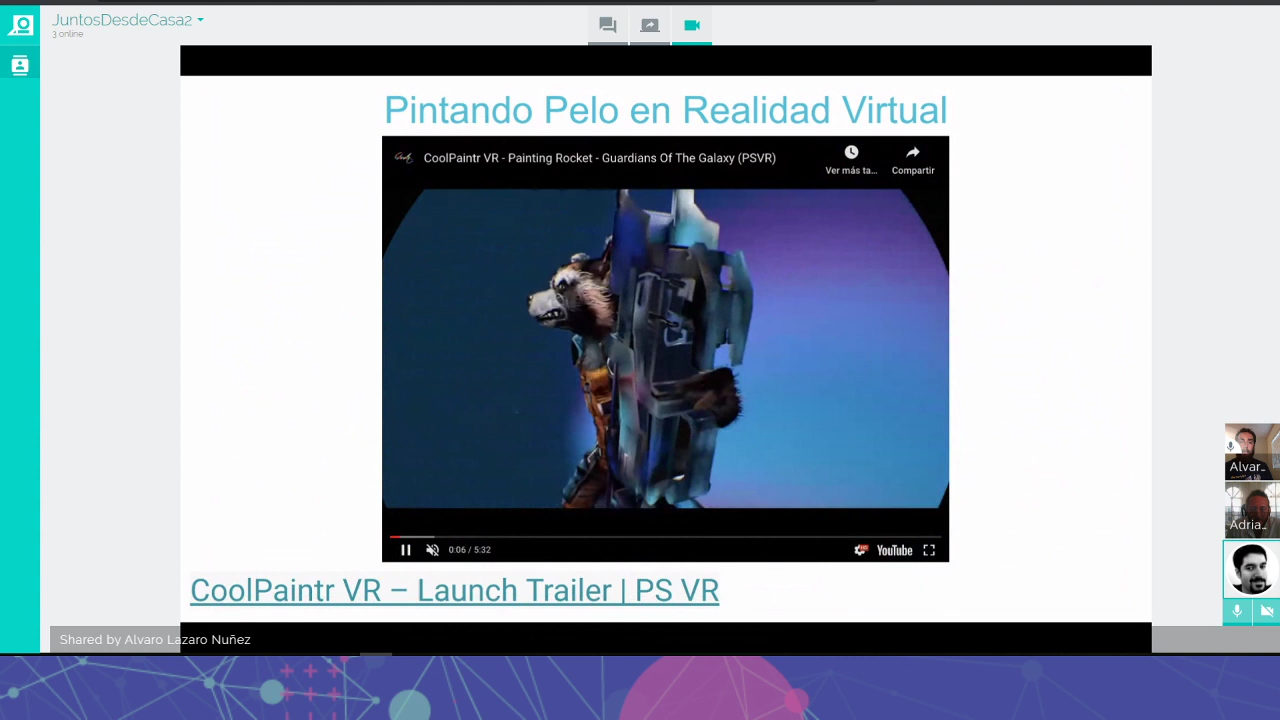 JuntosDesdeCasa2
3 online
Pintando Pelo en Realidad Virtual
CoolPaintr VR - Painting Rocket - Guardians Of The Galaxy (PSVR)
Ver más ta...
Compartir
0:06 / 5:32
YouTube
CoolPaintr VR – Launch Trailer | PS VR
Alvar...
Adria...
Shared by Alvaro Lazaro Nuñez